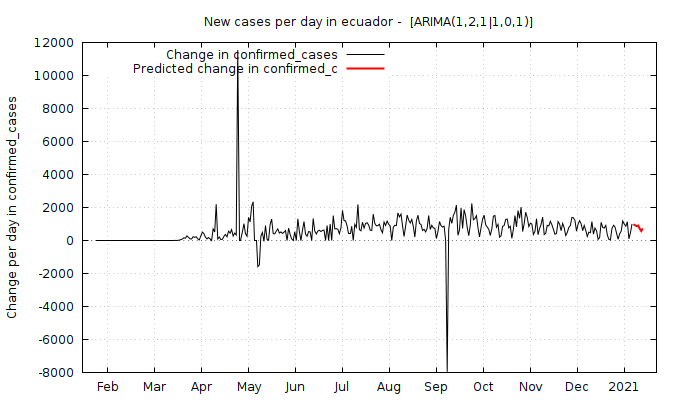 New cases per day in ecuador -  [ARIMA(1,2,1|1,0,1)]
Change in confirmed_cases
Predicted change in confirmed_c
Change per day in confirmed_cases
12000
10000
8000
6000
4000
2000
0
-2000
-4000
-6000
-8000
Feb Mar Apr May Jun Jul Aug Sep Oct Nov Dec 2021